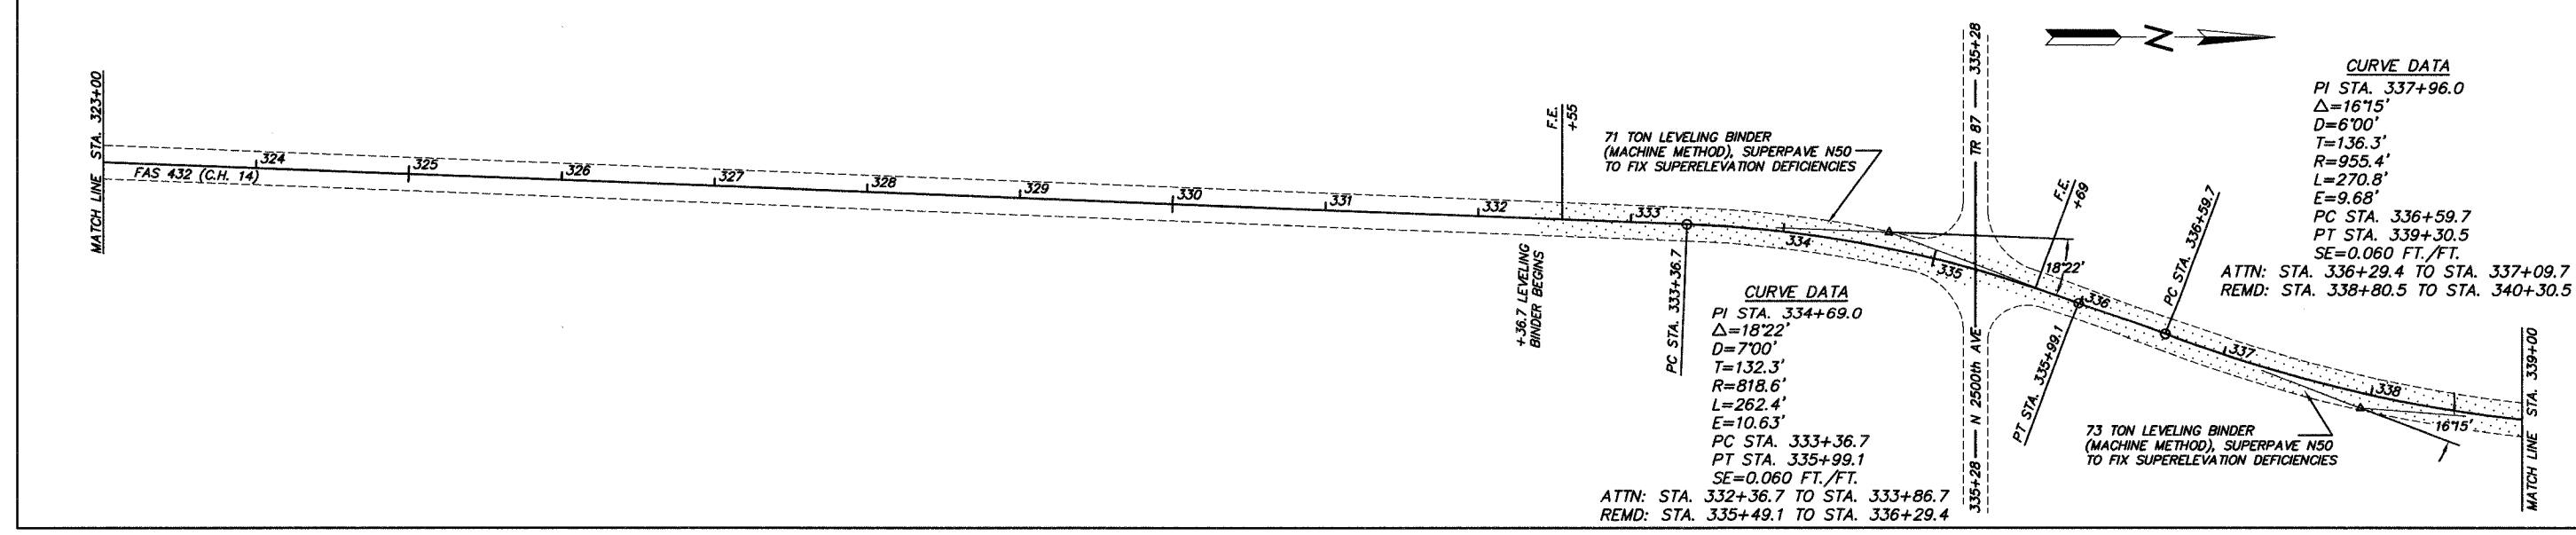 MATCH LINE STA. 323+00
FAS 432 (C.H. 14)
324
325
326
327
328
329
330
331
332
333
334
335
336
337
338
F.E.
+55
71 TON LEVELING BINDER
(MACHINE METHOD), SUPERPAVE N50
TO FIX SUPERELEVATION DEFICIENCIES
+36.7 LEVELING
BINDER BEGINS
PC STA. 333+36.7
CURVE DATA
PI STA. 334+69.0
Δ=18°22'
D=7°00'
T=132.3'
R=818.6'
L=262.4'
E=10.63'
PC STA. 333+36.7
PT STA. 335+99.1
SE=0.060 FT./FT.
ATTN: STA. 332+36.7 TO STA. 333+86.7
REMD: STA. 335+49.1 TO STA. 336+29.4
335+28 N 2500th AVE TR 87 335+28
18°22'
F.E.
+69
PT STA. 335+99.1
PC STA. 336+59.7
N
CURVE DATA
PI STA. 337+96.0
Δ=16°15'
D=6°00'
T=136.3'
R=955.4'
L=270.8'
E=9.68'
PC STA. 336+59.7
PT STA. 339+30.5
SE=0.060 FT./FT.
ATTN: STA. 336+29.4 TO STA. 337+09.7
REMD: STA. 338+80.5 TO STA. 340+30.5
73 TON LEVELING BINDER
(MACHINE METHOD), SUPERPAVE N50
TO FIX SUPERELEVATION DEFICIENCIES
16°15'
MATCH LINE STA. 339+00